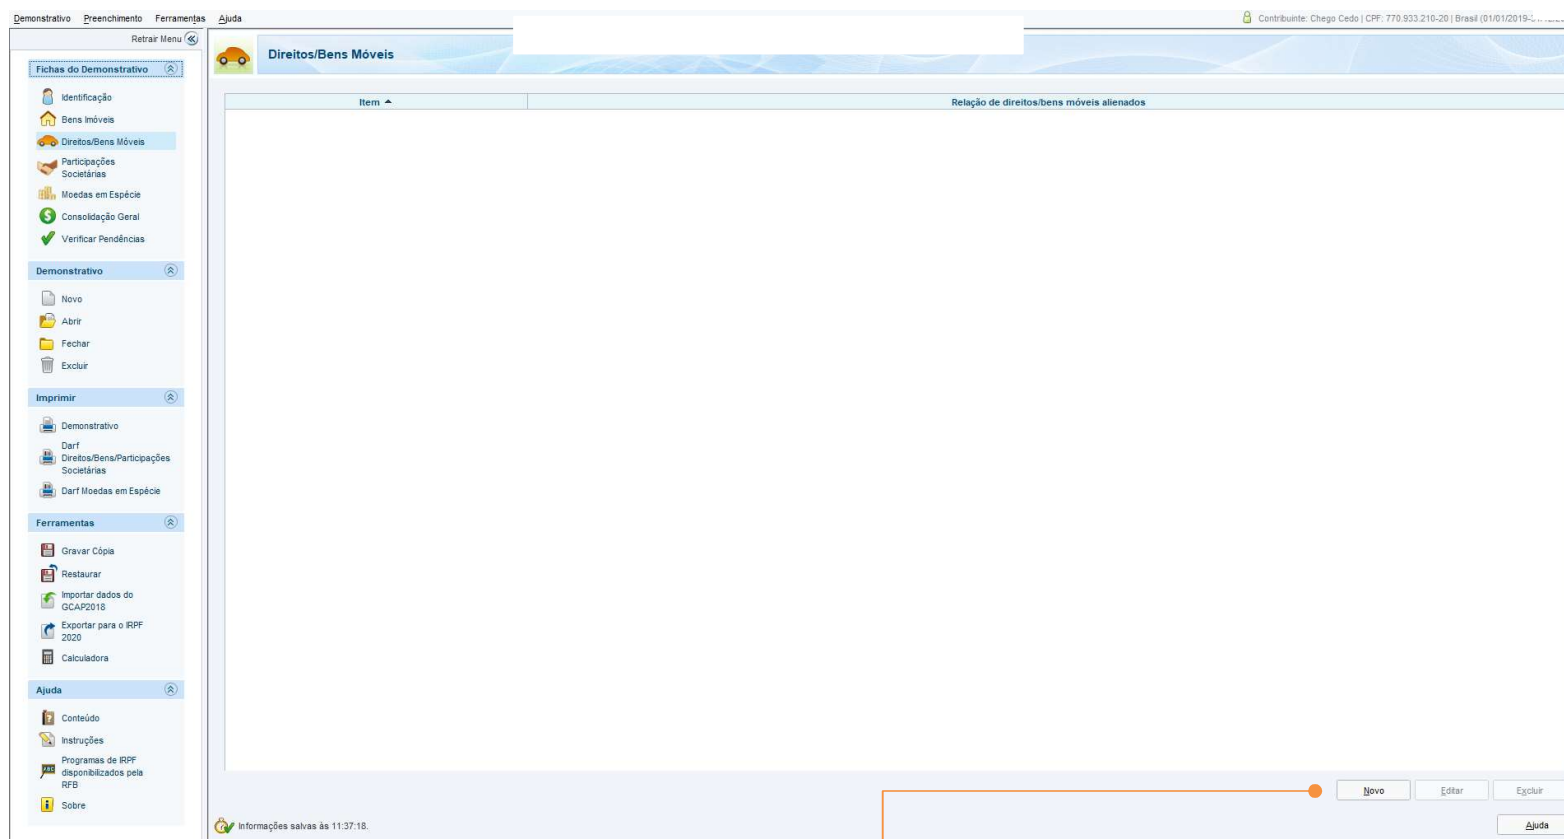 Demonstrativo Preenchimento Ferramentas Ajuda
Contribuinte: Chego Cedo | CPF: 770.933.210-20 | Brasil (01/01/2019-
Retrair Menu
Direitos/Bens Móveis
Fichas do Demonstrativo
Identificação
Bens Imóveis
Direitos/Bens Móveis
Participações
Societárias
Moedas em Espécie
Consolidação Geral
Verificar Pendências
Demonstrativo
Novo
Abrir
Fechar
Excluir
Imprimir
Demonstrativo
Darf
Direitos/Bens/Participações
Societárias
Darf Moedas em Espécie
Ferramentas
Gravar Cópia
Restaurar
Importar dados do
GCAP2018
Exportar para o IRPF
2020
Calculadora
Ajuda
Conteúdo
Instruções
Programas de IRPF
disponibilizados pela
RFB
Sobre
Item
Relação de direitos/bens móveis alienados
Novo Editar Excluir
Informações salvas às 11:37:18.
Ajuda